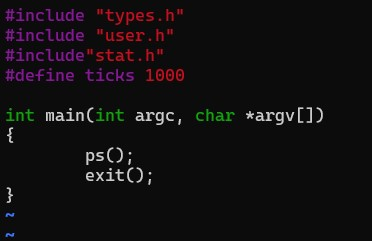 #include "types.h"
#include "user.h"
#include"stat.h"
#define ticks 1000

int main(int argc, char *argv[])
{
        ps();
        exit();
}
~
~